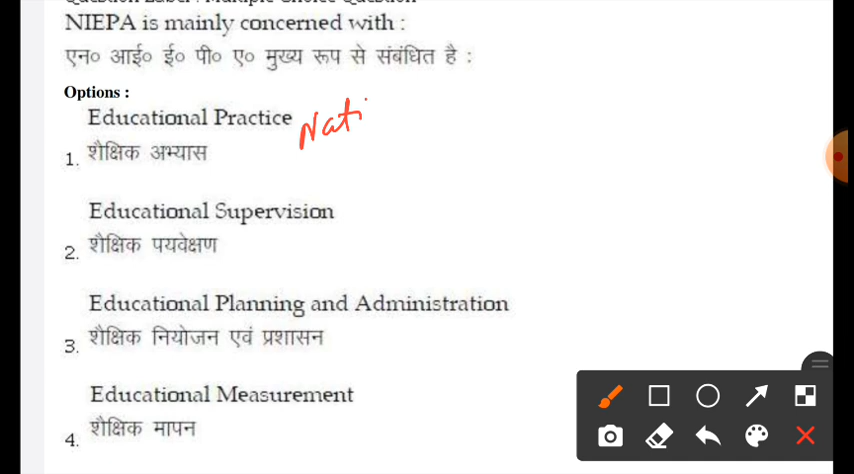 NIEPA is mainly concerned with :
एन० आई० ई० पी० ए० मुख्य रूप से संबंधित है :
Options :
Educational Practice Nati
1. शैक्षिक अभ्यास
Educational Supervision
2. शैक्षिक पयवेक्षण
Educational Planning and Administration
3. शैक्षिक नियोजन एवं प्रशासन
Educational Measurement
4. शैक्षिक मापन